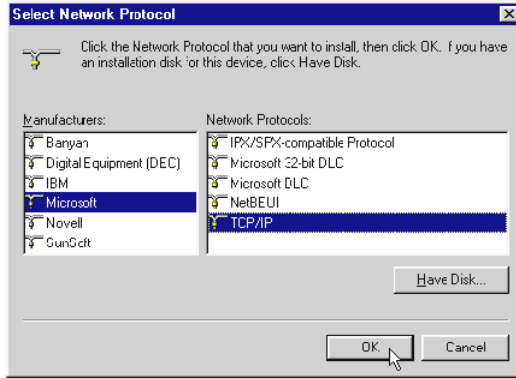 Select Network Protocol
Click the Network Protocol that you want to install, then click OK. If you have
an installation disk for this device, click Have Disk.
Manufacturers:
Banyan
Digital Equipment (DEC)
IBM
Microsoft
Novell
SunSoft
Network Protocols:
IPX/SPX-compatible Protocol
Microsoft 32-bit DLC
Microsoft DLC
NetBEUI
TCP/IP
Have Disk...
OK
Cancel